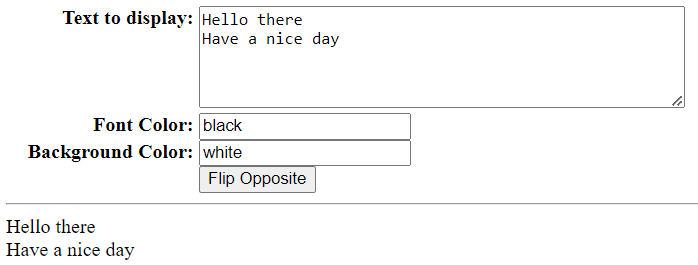 Text to display: Hello there
Have a nice day
Font Color: black
Background Color: white
Flip Opposite
Hello there
Have a nice day